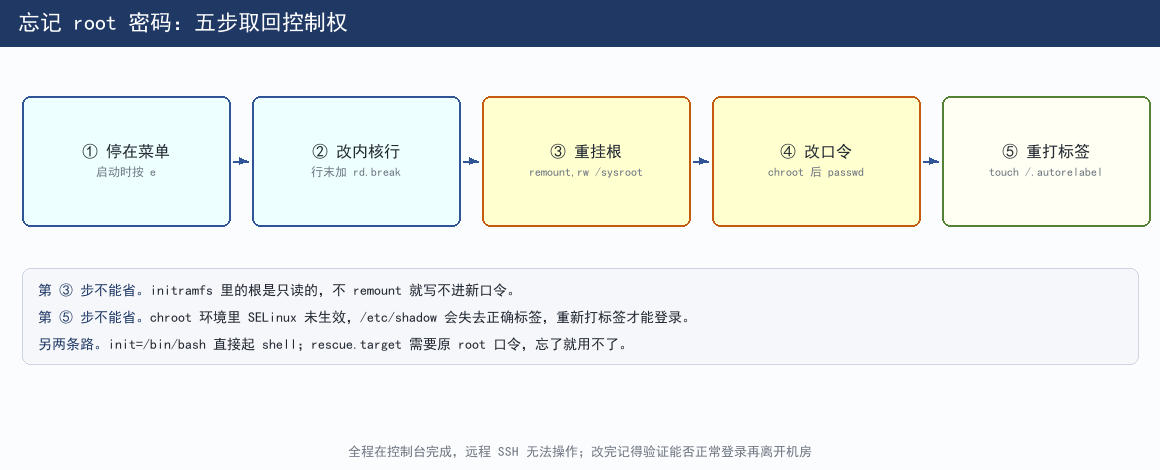 忘记 root 密码：五步取回控制权
① 停在菜单
启动时按 e
② 改内核行
行末加 rd.break
③ 重挂根
remount,rw /sysroot
④ 改口令
chroot 后 passwd
⑤ 重打标签
touch /.autorelabel
第 ③ 步不能省。initramfs 里的根是只读的，不 remount 就写不进新口令。
第 ⑤ 步不能省。chroot 环境里 SELinux 未生效，/etc/shadow 会失去正确标签，重新打标签才能登录。
另两条路。init=/bin/bash 直接起 shell；rescue.target 需要原 root 口令，忘了就用不了。
全程在控制台完成，远程 SSH 无法操作；改完记得验证能否正常登录再离开机房